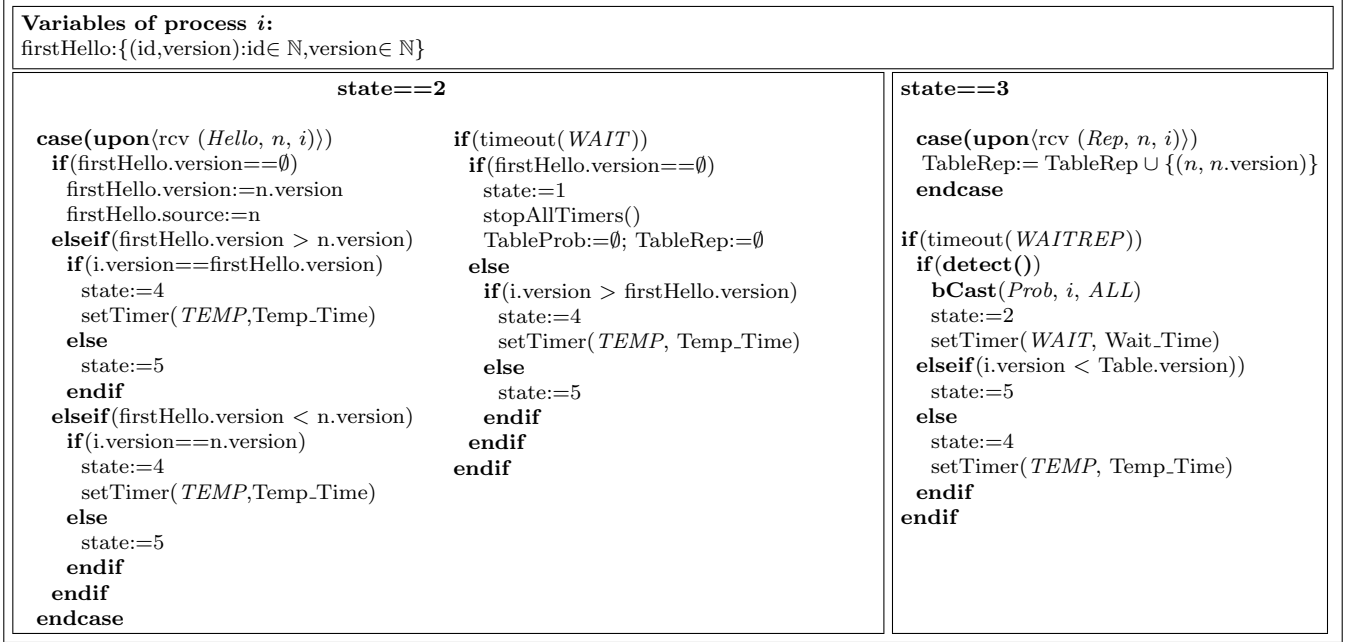 Variables of process i:
firstHello:{(id,version):id∈ ℕ,version∈ ℕ}
state==2
case(upon⟨rcv (Hello, n, i)⟩)
if(firstHello.version==∅)
firstHello.version:=n.version
firstHello.source:=n
elseif(firstHello.version > n.version)
if(i.version==firstHello.version)
state:=4
setTimer(TEMP,Temp_Time)
else
state:=5
endif
elseif(firstHello.version < n.version)
if(i.version==n.version)
state:=4
setTimer(TEMP,Temp_Time)
else
state:=5
endif
endif
endcase
if(timeout(WAIT))
if(firstHello.version==∅)
state:=1
stopAllTimers()
TableProb:=∅; TableRep:=∅
else
if(i.version > firstHello.version)
state:=4
setTimer(TEMP, Temp_Time)
else
state:=5
endif
endif
endif
state==3
case(upon⟨rcv (Rep, n, i)⟩)
TableRep:= TableRep ∪ {(n, n.version)}
endcase
if(timeout(WAITREP))
if(detect())
bCast(Prob, i, ALL)
state:=2
setTimer(WAIT, Wait_Time)
elseif(i.version < Table.version))
state:=5
else
state:=4
setTimer(TEMP, Temp_Time)
endif
endif